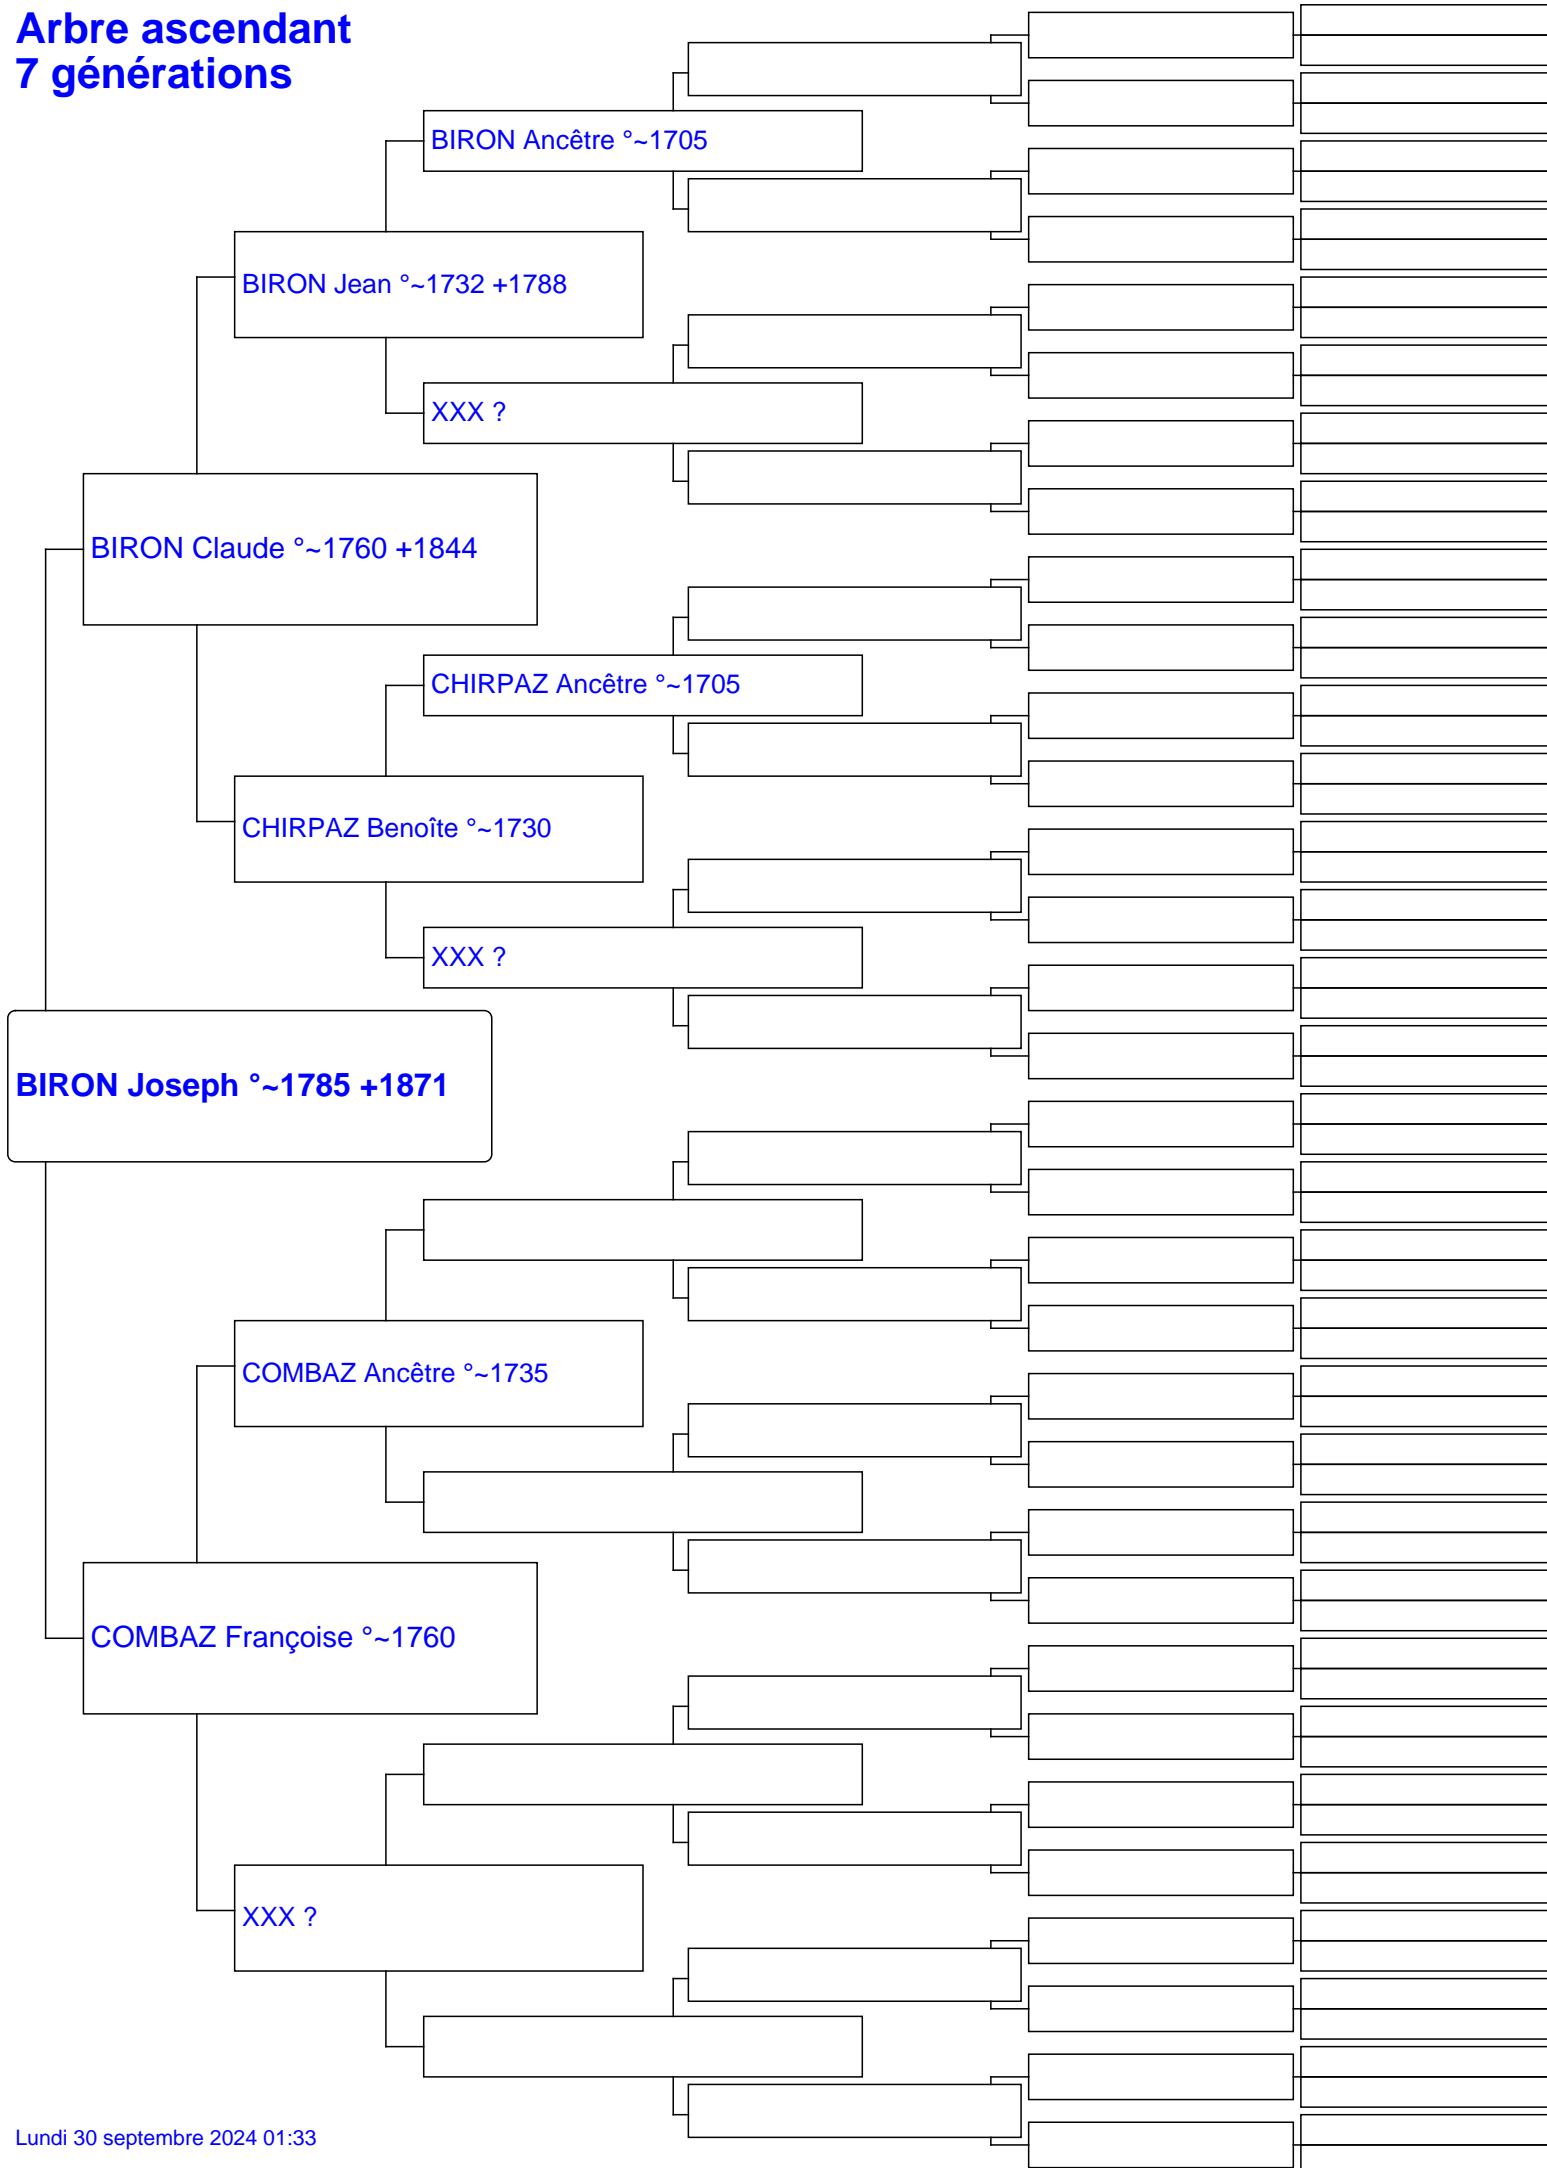 Arbre ascendant
7 générations
BIRON Ancêtre °~1705
BIRON Jean °~1732 +1788
XXX ?
BIRON Claude °~1760 +1844
CHIRPAZ Ancêtre °~1705
CHIRPAZ Benoîte °~1730
XXX ?
BIRON Joseph °~1785 +1871
COMBAZ Ancêtre °~1735
COMBAZ Françoise °~1760
XXX ?
Lundi 30 septembre 2024 01:33